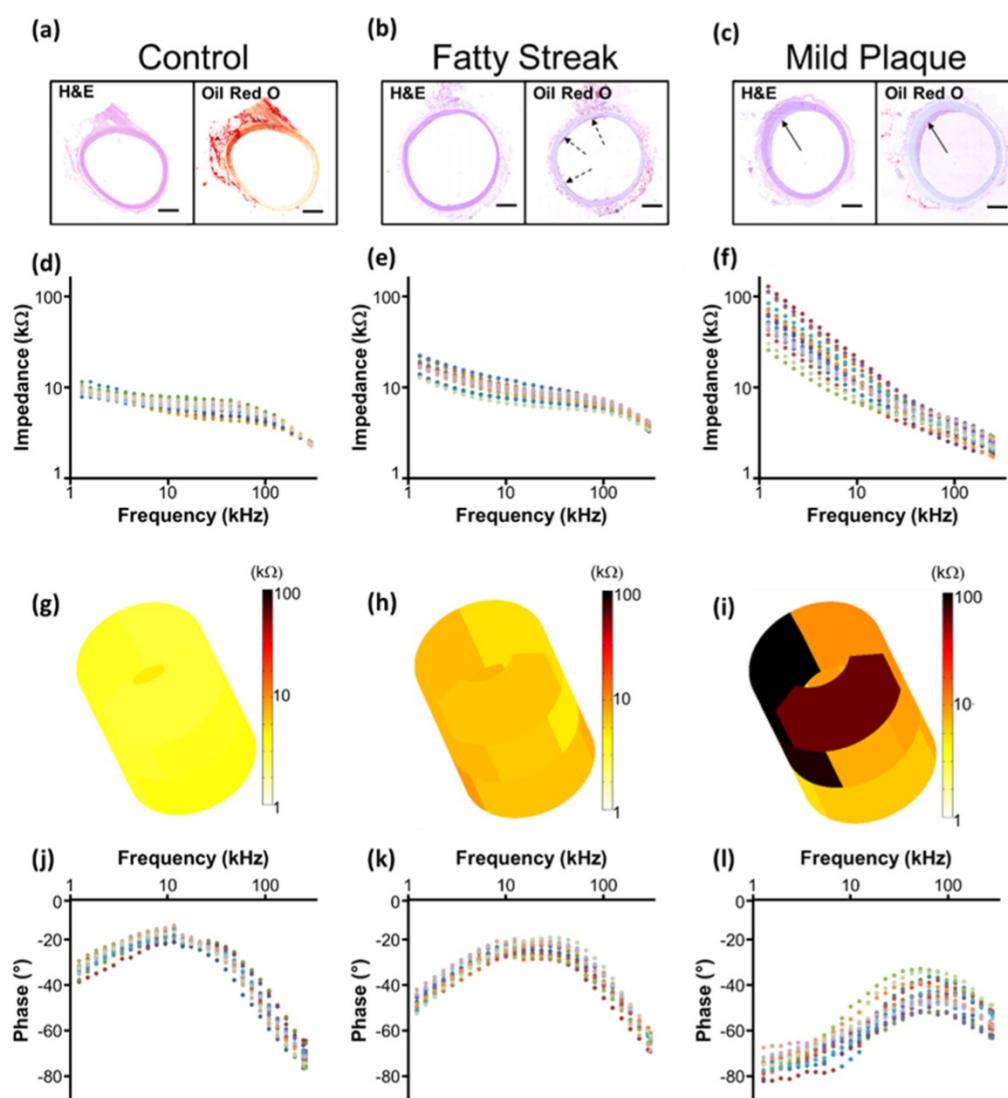 (a)
(b)
(c)
Control
Fatty Streak
Mild Plaque
H&E
Oil Red O
H&E
Oil Red O
H&E
Oil Red O
(d)
(e)
(f)
Impedance (kΩ)
100
10
1
1
10
100
Frequency (kHz)
Impedance (kΩ)
100
10
1
1
10
100
Frequency (kHz)
Impedance (kΩ)
100
10
1
1
10
100
Frequency (kHz)
(g)
(kΩ)
100
10
1
(h)
(kΩ)
100
10
1
(i)
(kΩ)
100
10
1
(j)
Frequency (kHz)
1
10
100
Phase (°)
0
-20
-40
-60
-80
(k)
Frequency (kHz)
1
10
100
Phase (°)
0
-20
-40
-60
-80
(l)
Frequency (kHz)
1
10
100
Phase (°)
0
-20
-40
-60
-80